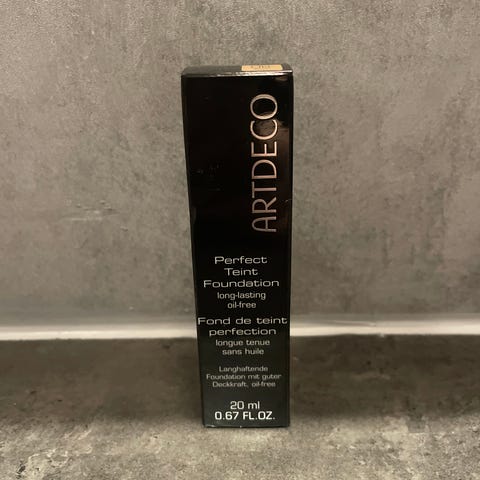 ARTDECO
Perfect
Teint
Foundation
long-lasting
oil-free
Fond de teint
perfection
longue tenue
sans huile
Langhaftende
Foundation mit guter
Deckkraft, oil-free
20 ml
0.67 FL.OZ.